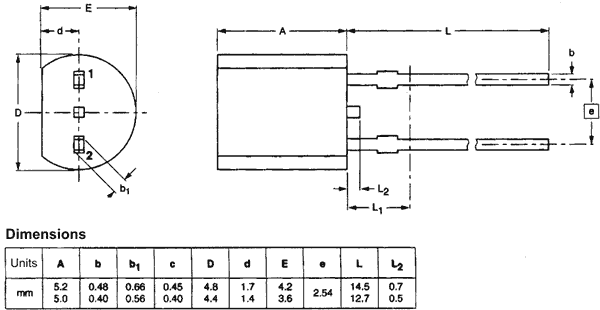 E
A
L
d
b
1
D
e
2
b1
L2
L1
Dimensions
Units A b b1 c D d E e L L2
mm 5.2 0.48 0.66 0.45 4.8 1.7 4.2 2.54 14.5 0.7
5.0 0.40 0.56 0.40 4.4 1.4 3.6 12.7 0.5